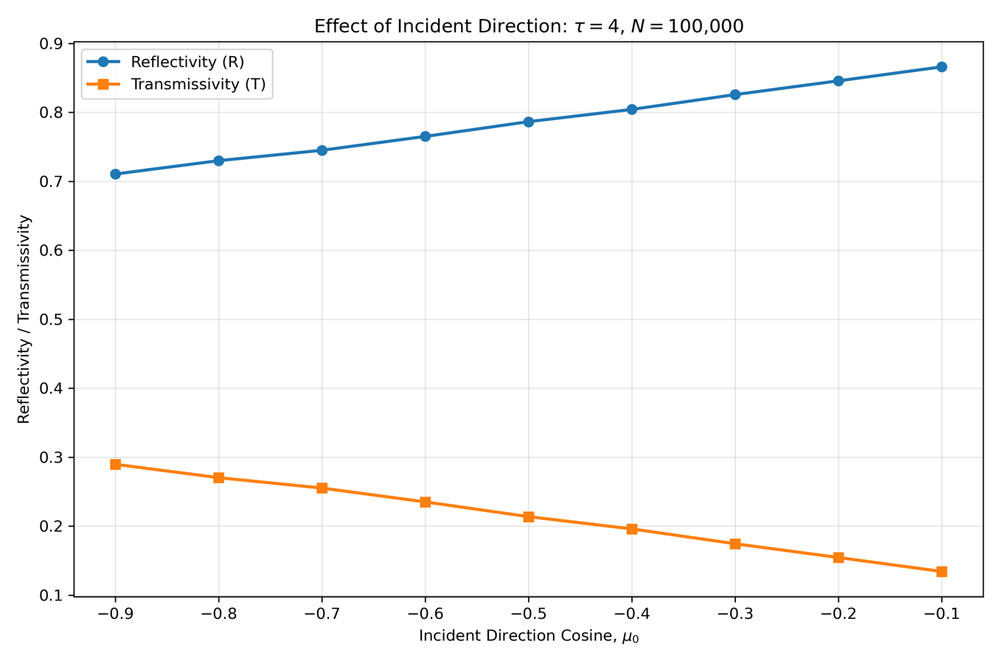 Effect of Incident Direction: τ = 4, N = 100,000
Reflectivity (R)
Transmissivity (T)
Reflectivity / Transmissivity
0.9
0.8
0.7
0.6
0.5
0.4
0.3
0.2
0.1
−0.9 −0.8 −0.7 −0.6 −0.5 −0.4 −0.3 −0.2 −0.1
Incident Direction Cosine, μ₀